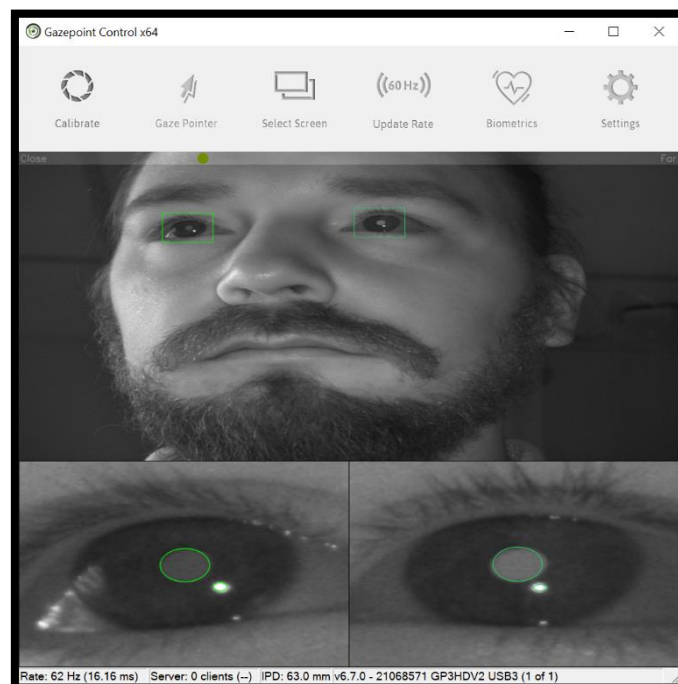 Gazepoint Control x64
((60 Hz))
Calibrate Gaze Pointer Select Screen Update Rate Biometrics Settings
Close Far
Rate: 62 Hz (16.16 ms) Server: 0 clients (--) IPD: 63.0 mm v6.7.0 - 21068571 GP3HDV2 USB3 (1 of 1)